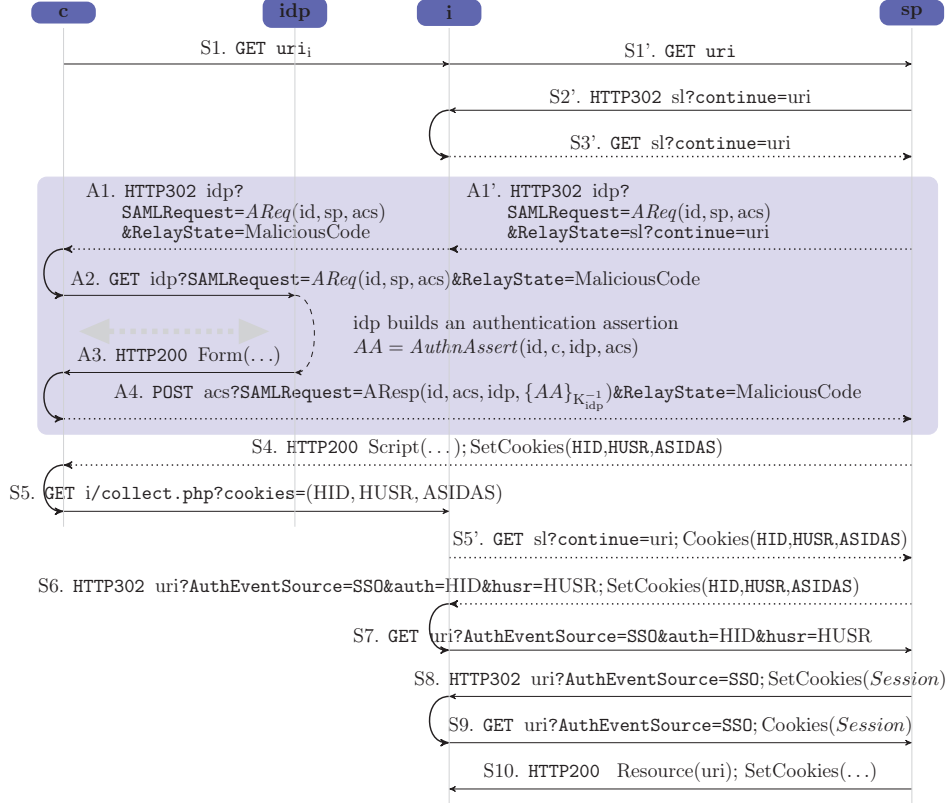 c idp i sp
S1. GET uri_i S1'. GET uri
S2'. HTTP302 sl?continue=uri
S3'. GET sl?continue=uri
A1. HTTP302 idp? A1'. HTTP302 idp?
SAMLRequest=AReq(id, sp, acs) SAMLRequest=AReq(id, sp, acs)
&RelayState=MaliciousCode &RelayState=sl?continue=uri
A2. GET idp?SAMLRequest=AReq(id, sp, acs)&RelayState=MaliciousCode
idp builds an authentication assertion
A3. HTTP200 Form(...) AA = AuthnAssert(id, c, idp, acs)
A4. POST acs?SAMLRequest=AResp(id, acs, idp, {AA}_{K_{idp}^{-1}})&RelayState=MaliciousCode
S4. HTTP200 Script(...); SetCookies(HID,HUSR,ASIDAS)
S5. GET i/collect.php?cookies=(HID, HUSR, ASIDAS)
S5'. GET sl?continue=uri; Cookies(HID,HUSR,ASIDAS)
S6. HTTP302 uri?AuthEventSource=SSO&auth=HID&husr=HUSR; SetCookies(HID,HUSR,ASIDAS)
S7. GET uri?AuthEventSource=SSO&auth=HID&husr=HUSR
S8. HTTP302 uri?AuthEventSource=SSO; SetCookies(Session)
S9. GET uri?AuthEventSource=SSO; Cookies(Session)
S10. HTTP200 Resource(uri); SetCookies(...)